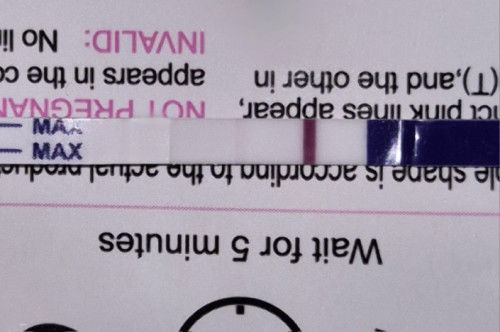 Wait for 5 minutes
shape is according to the actual
MAX
MAX
pink lines appear, NOT
(T),and the other in appears in the
INVALID: No